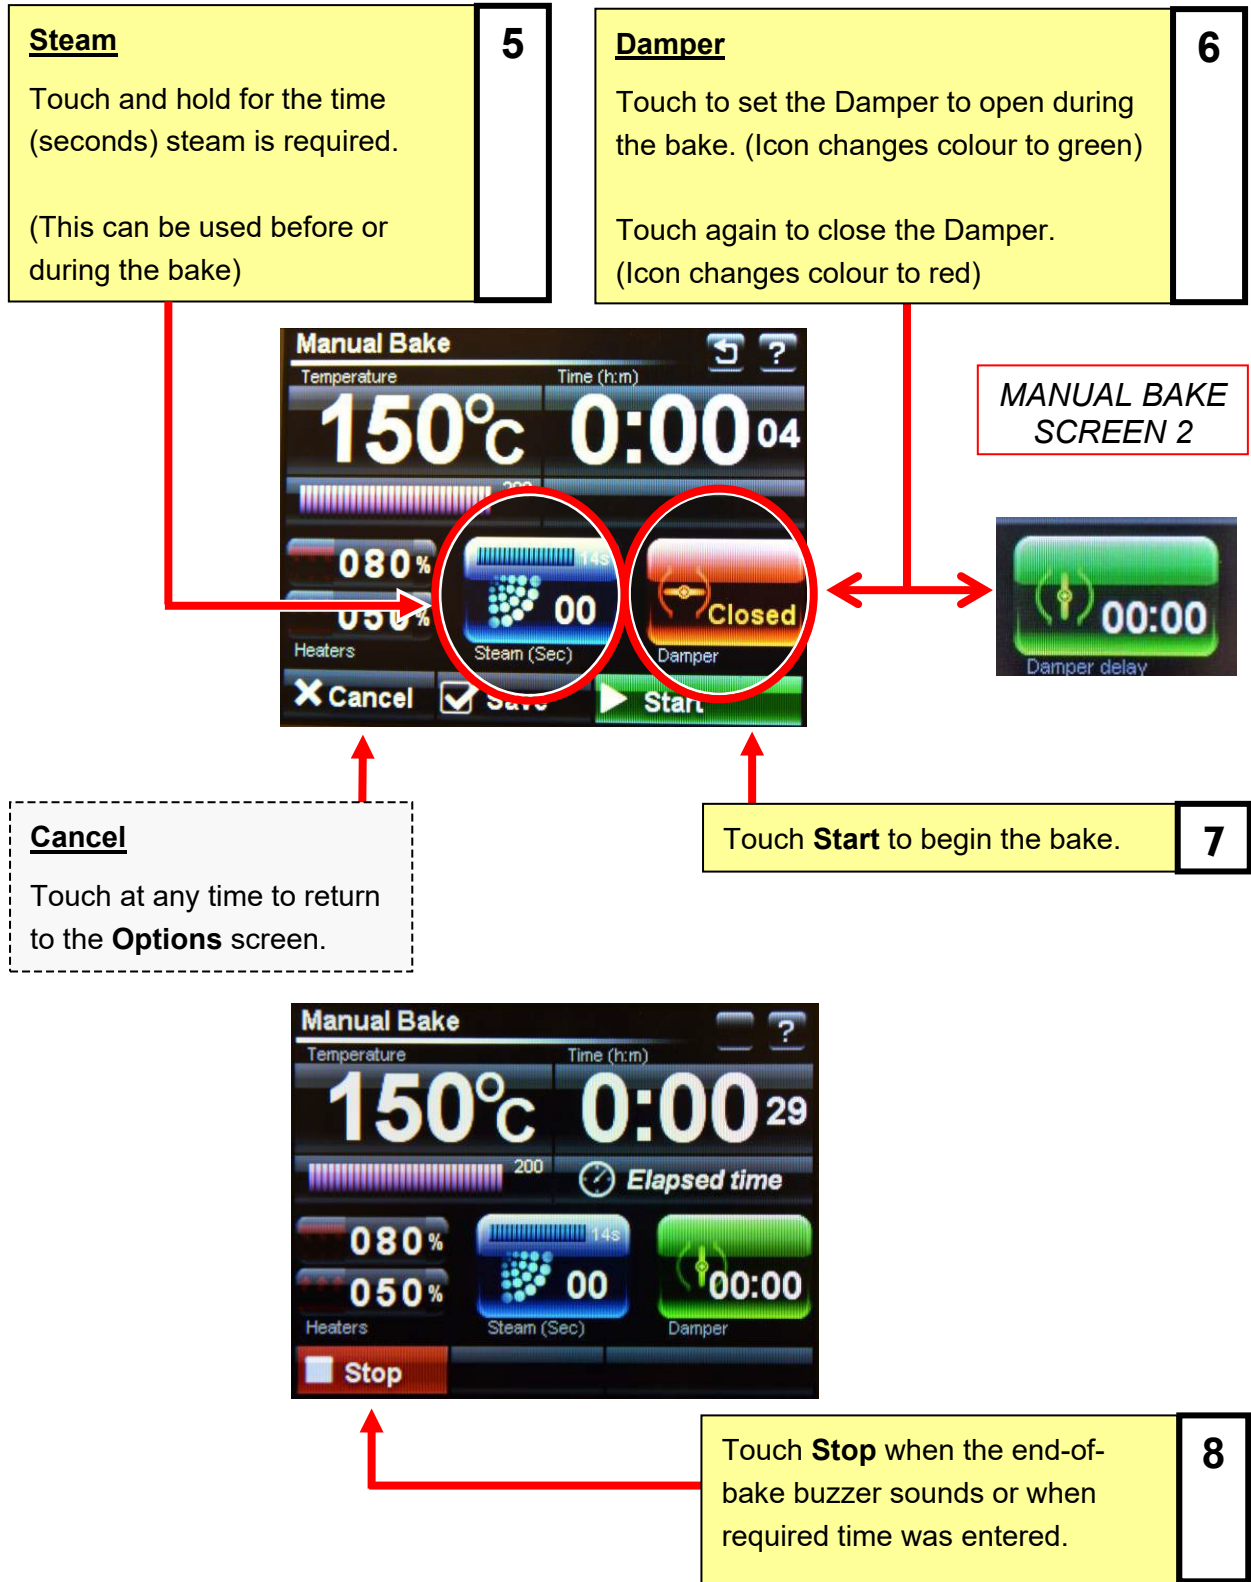 Steam
5
Touch and hold for the time
(seconds) steam is required.
(This can be used before or
during the bake)
Damper
6
Touch to set the Damper to open during
the bake. (Icon changes colour to green)
Touch again to close the Damper.
(Icon changes colour to red)
MANUAL BAKE
SCREEN 2
Manual Bake
?
Temperature
Time (h:m)
150°C
0:00 04
200
080%
050%
14s
00
Closed
Heaters
Steam (Sec)
Damper
Cancel
Save
Start
00:00
Damper delay
Cancel
Touch at any time to return
to the Options screen.
Touch Start to begin the bake.
7
Manual Bake
?
Temperature
Time (h:m)
150°C
0:00 29
200
Elapsed time
080%
050%
14s
00
00:00
Heaters
Steam (Sec)
Damper
Stop
Touch Stop when the end-of-
bake buzzer sounds or when
required time was entered.
8